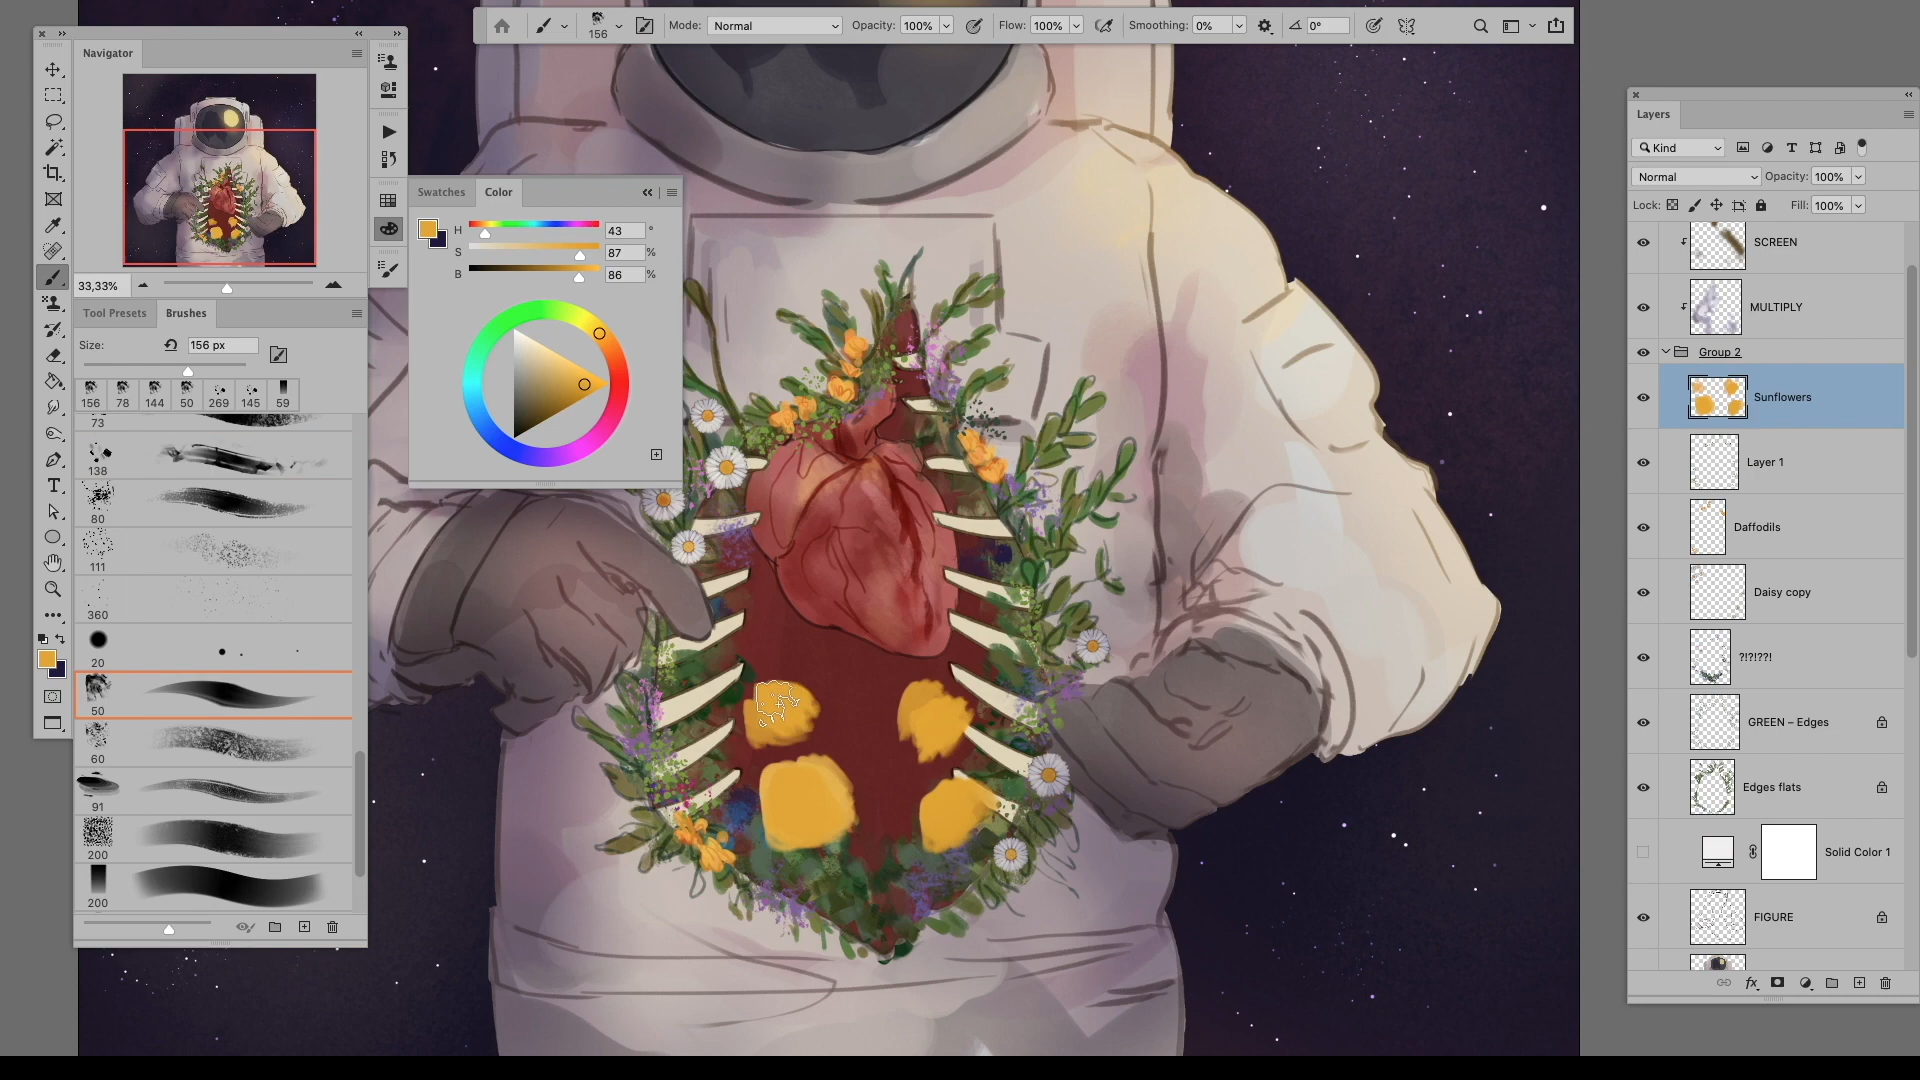 156
Mode: Normal
Opacity: 100%
Flow: 100%
Smoothing: 0%
0°
Navigator
33,33%
Tool Presets
Brushes
Size: 156 px
156 78 144 50 269 145 59
73
138
80
111
360
20
50
60
91
200
200
Swatches
Color
H 43 °
S 87 %
B 86 %
Layers
Kind
Normal Opacity: 100%
Lock: Fill: 100%
SCREEN
MULTIPLY
Group 2
Sunflowers
Layer 1
Daffodils
Daisy copy
?!?!??!
GREEN – Edges
Edges flats
Solid Color 1
FIGURE
fx